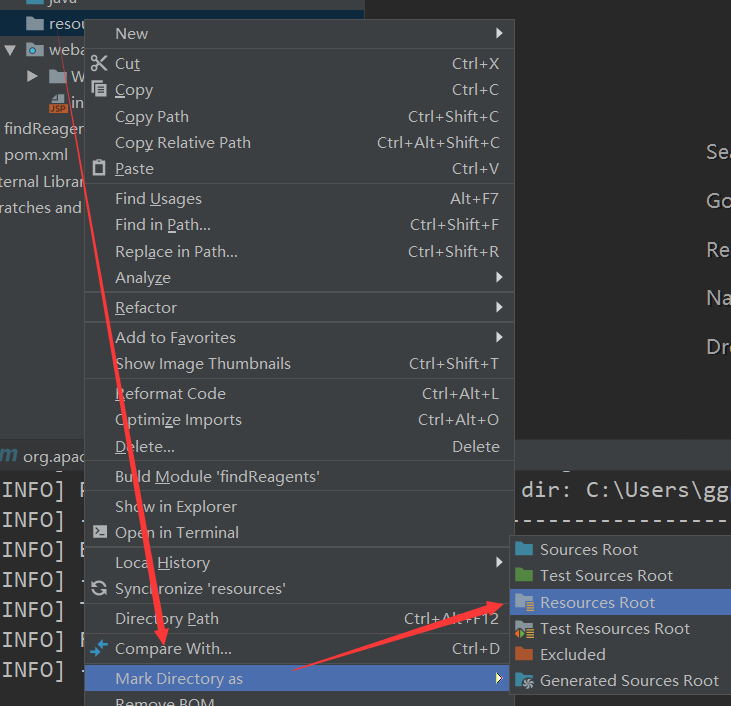 java
resou
New
weba
Cut Ctrl+X
W
Copy Ctrl+C
in
JSP
Copy Path Ctrl+Shift+C
findReagen
Copy Relative Path Ctrl+Alt+Shift+C
pom.xml
Paste Ctrl+V
ternal Librar
Find Usages Alt+F7
ratches and
Find in Path... Ctrl+Shift+F
Replace in Path... Ctrl+Shift+R
Analyze
Refactor
Add to Favorites
Show Image Thumbnails Ctrl+Shift+T
Reformat Code Ctrl+Alt+L
Optimize Imports Ctrl+Alt+O
Delete... Delete
Build Module 'findReagents'
Show in Explorer
Open in Terminal
Local History
Synchronize 'resources'
Directory Path Ctrl+Alt+F12
Compare With... Ctrl+D
Mark Directory as
Remove BOM
Sea
Go
Re
Na
Dro
m org.apac
INFO] P
dir: C:\Users\ggp
INFO] -
INFO] B
INFO] -
INFO] T
INFO] F
INFO] -
Sources Root
Test Sources Root
Resources Root
Test Resources Root
Excluded
Generated Sources Root